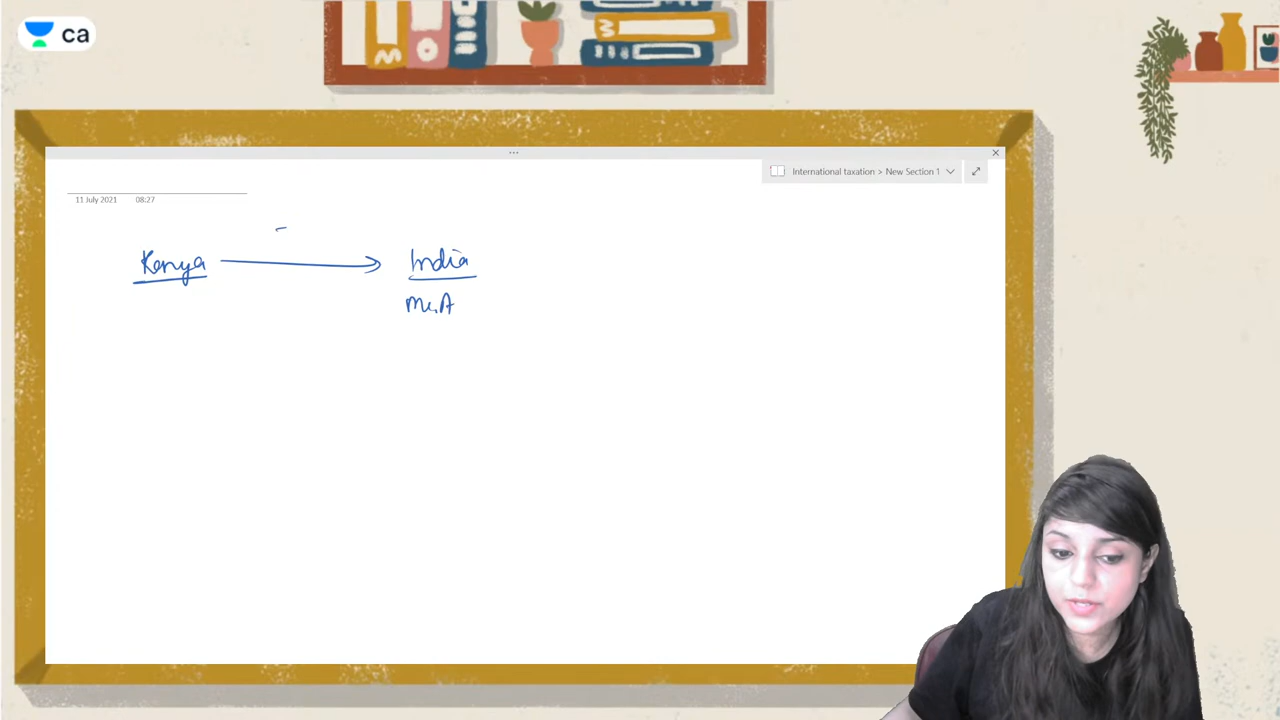 ca
...
International taxation > New Section 1
11 July 2021 08:27
Kenya → India
Mr.A